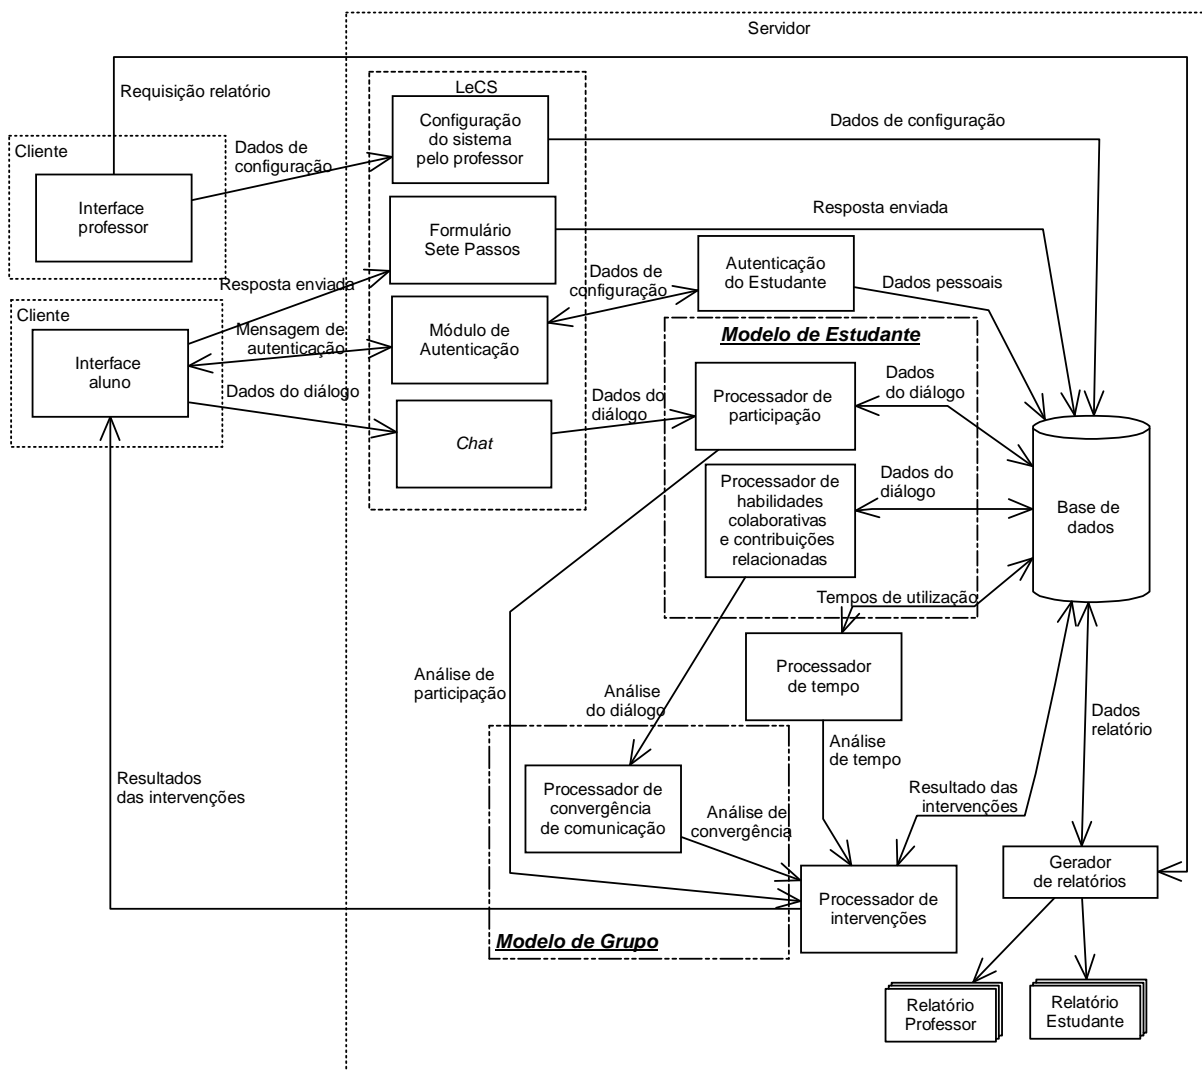 Servidor
Requisição relatório
LeCS
Configuração
do sistema
pelo professor
Dados de configuração
Cliente
Dados de
configuração
Interface
professor
Formulário
Sete Passos
Resposta enviada
Autenticação
do Estudante
Dados de
configuração
Resposta enviada
Dados pessoais
Cliente
Mensagem de
autenticação
Módulo de
Autenticação
Modelo de Estudante
Interface
aluno
Dados do diálogo
Chat
Dados do
diálogo
Processador de
participação
Dados
do diálogo
Processador de
habilidades
colaborativas
e contribuições
relacionadas
Dados do
diálogo
Base de
dados
Tempos de utilização
Processador
de tempo
Análise de
participação
Análise
do diálogo
Dados
relatório
Análise
de tempo
Resultados
das intervenções
Processador de
convergência
de comunicação
Análise de
convergência
Resultado das
intervenções
Gerador
de relatórios
Processador de
intervenções
Modelo de Grupo
Relatório
Professor
Relatório
Estudante